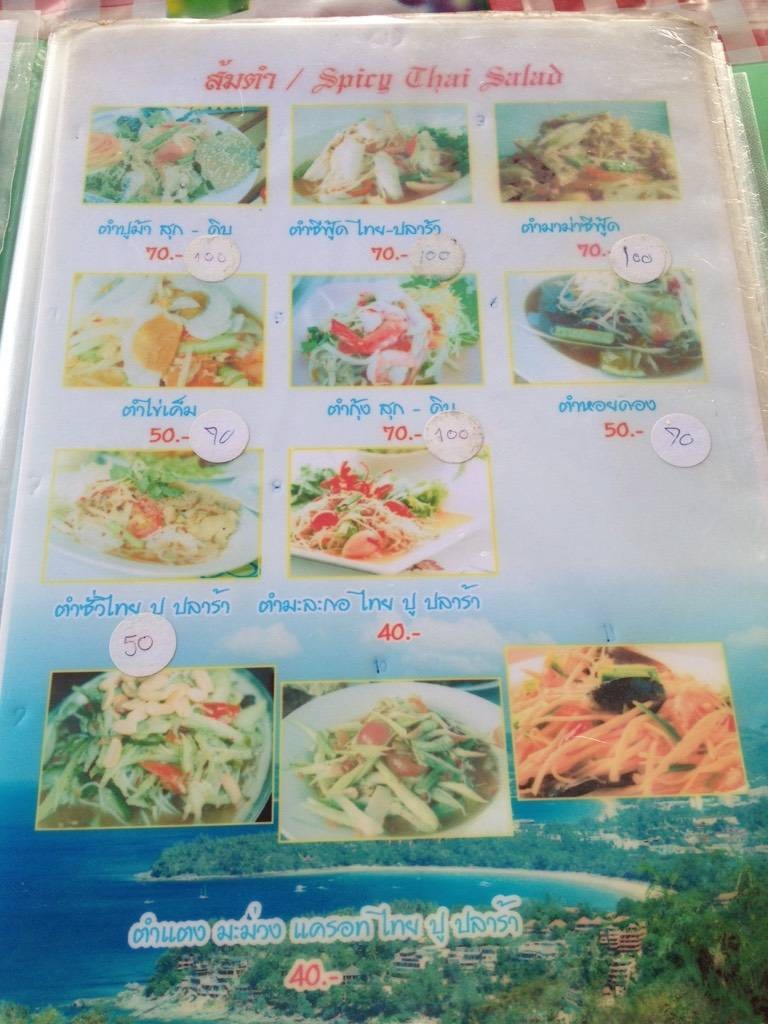 ส้มตำ / Spicy Thai Salad
ตำปูม้า สุก - ดิบ
70.- 100
ตำซีฟู้ด ไทย-ปลาร้า
70.- 100
ตำมาม่าซีฟู้ด
70.- 100
ตำไข่เค็ม
50.- 70
ตำกุ้ง สุก - ดิบ
70.- 100
ตำหอยดอง
50.- 70
ตำซั่วไทย ปู ปลาร้า
50
ตำมะละกอ ไทย ปู ปลาร้า
40.-
ตำแตง มะม่วง แครอท ไทย ปู ปลาร้า
40.-